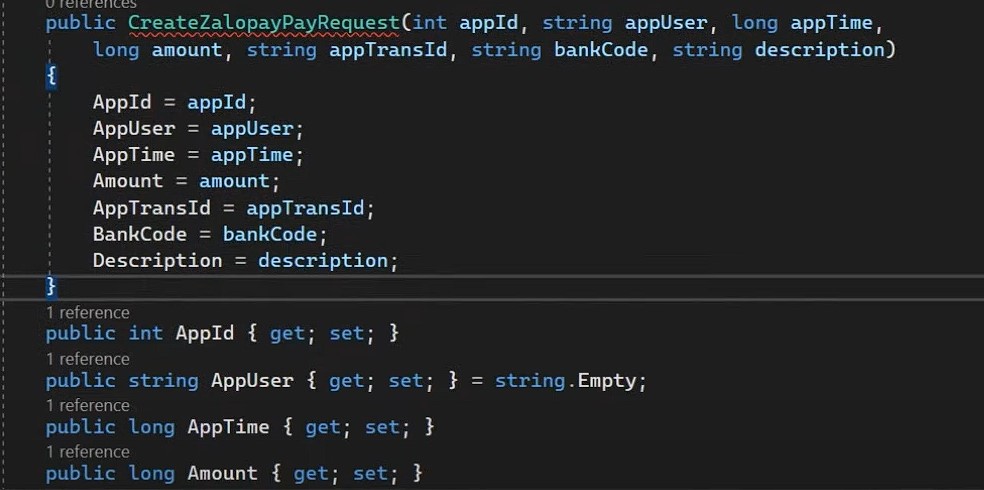 0 references
public CreateZalopayPayRequest(int appId, string appUser, long appTime,
long amount, string appTransId, string bankCode, string description)
{
AppId = appId;
AppUser = appUser;
AppTime = appTime;
Amount = amount;
AppTransId = appTransId;
BankCode = bankCode;
Description = description;
}
1 reference
public int AppId { get; set; }
1 reference
public string AppUser { get; set; } = string.Empty;
1 reference
public long AppTime { get; set; }
1 reference
public long Amount { get; set; }